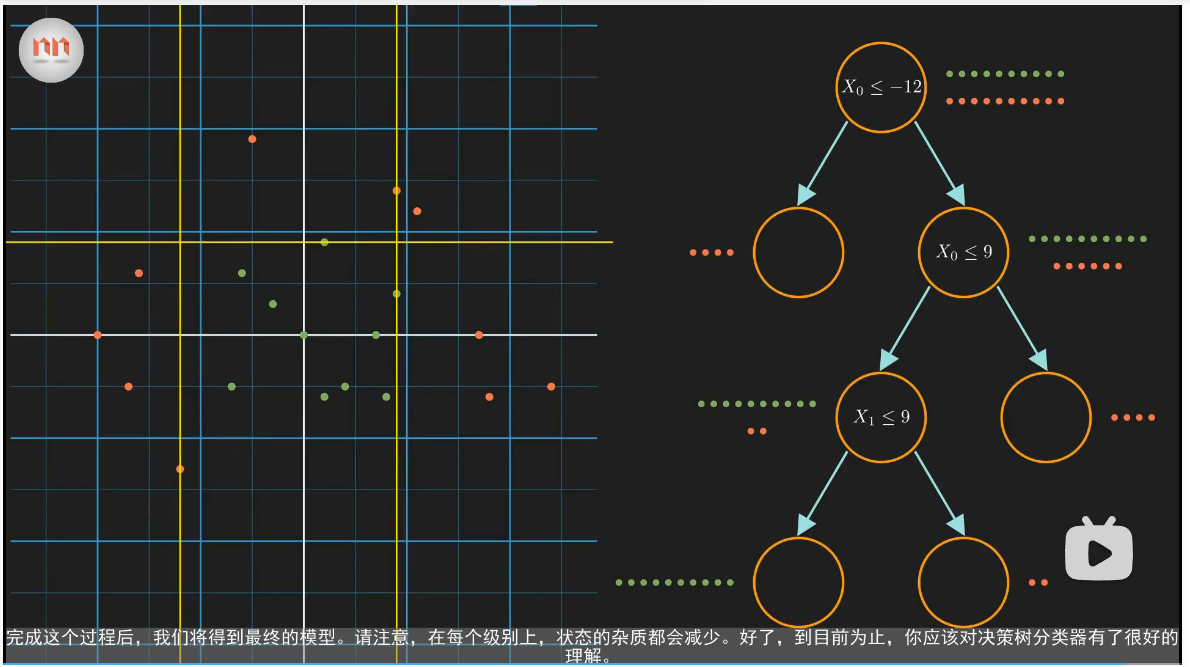 nn
X₀ ≤ −12
X₀ ≤ 9
X₁ ≤ 9
完成这个过程后，我们将得到最终的模型。请注意，在每个级别上，状态的杂质都会减少。好了，到目前为止，你应该对决策树分类器有了很好的
理解。